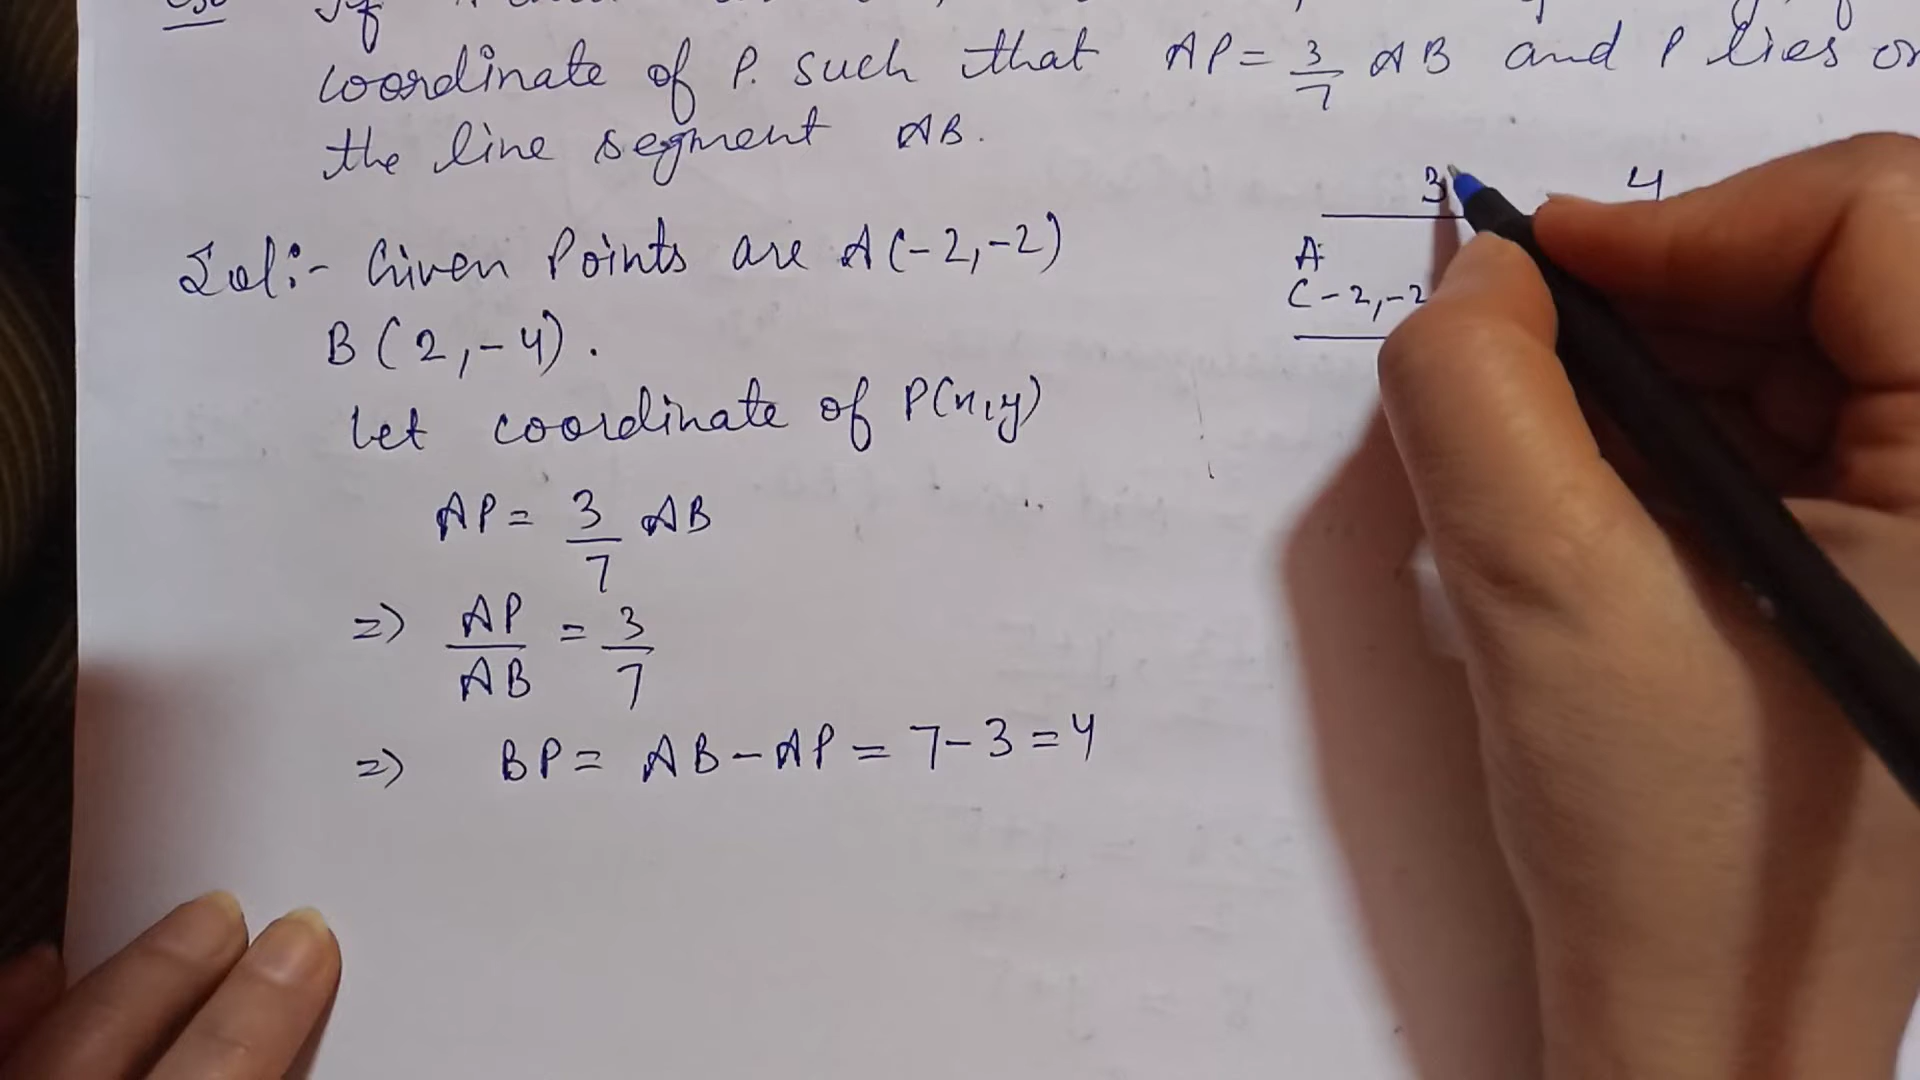 If
coordinate of P. such that AP = 3/7 AB and P lies on
the line segment AB.
3 4
A
(-2,-2
Sol:- Given Points are A(-2,-2)
B(2,-4).
Let coordinate of P(x,y)
AP = 3/7 AB
=> AP/AB = 3/7
=> BP = AB - AP = 7-3 = 4